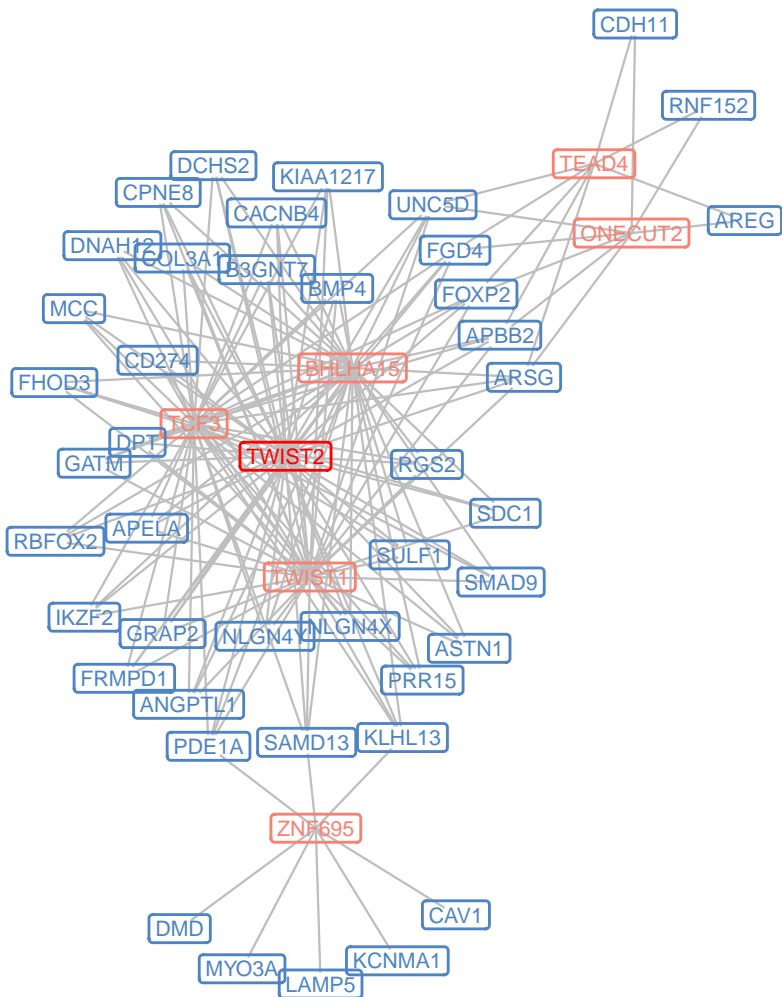 CDH11
RNF152
TEAD4
DCHS2
KIAA1217
CPNE8
UNC5D
CACNB4
AREG
ONECUT2
DNAH12
COL3A1
FGD4
B3GNT7
BMP4
FOXP2
MCC
APBB2
CD274
BHLHA15
FHOD3
ARSG
TCF3
DPT
TWIST2
GATM
RGS2
SDC1
APELA
RBFOX2
SULF1
TWIST1
SMAD9
IKZF2
NLGN4X
GRAP2
NLGN4Y
ASTN1
FRMPD1
PRR15
ANGPTL1
KLHL13
SAMD13
PDE1A
ZNF695
CAV1
DMD
KCNMA1
MYO3A
LAMP5